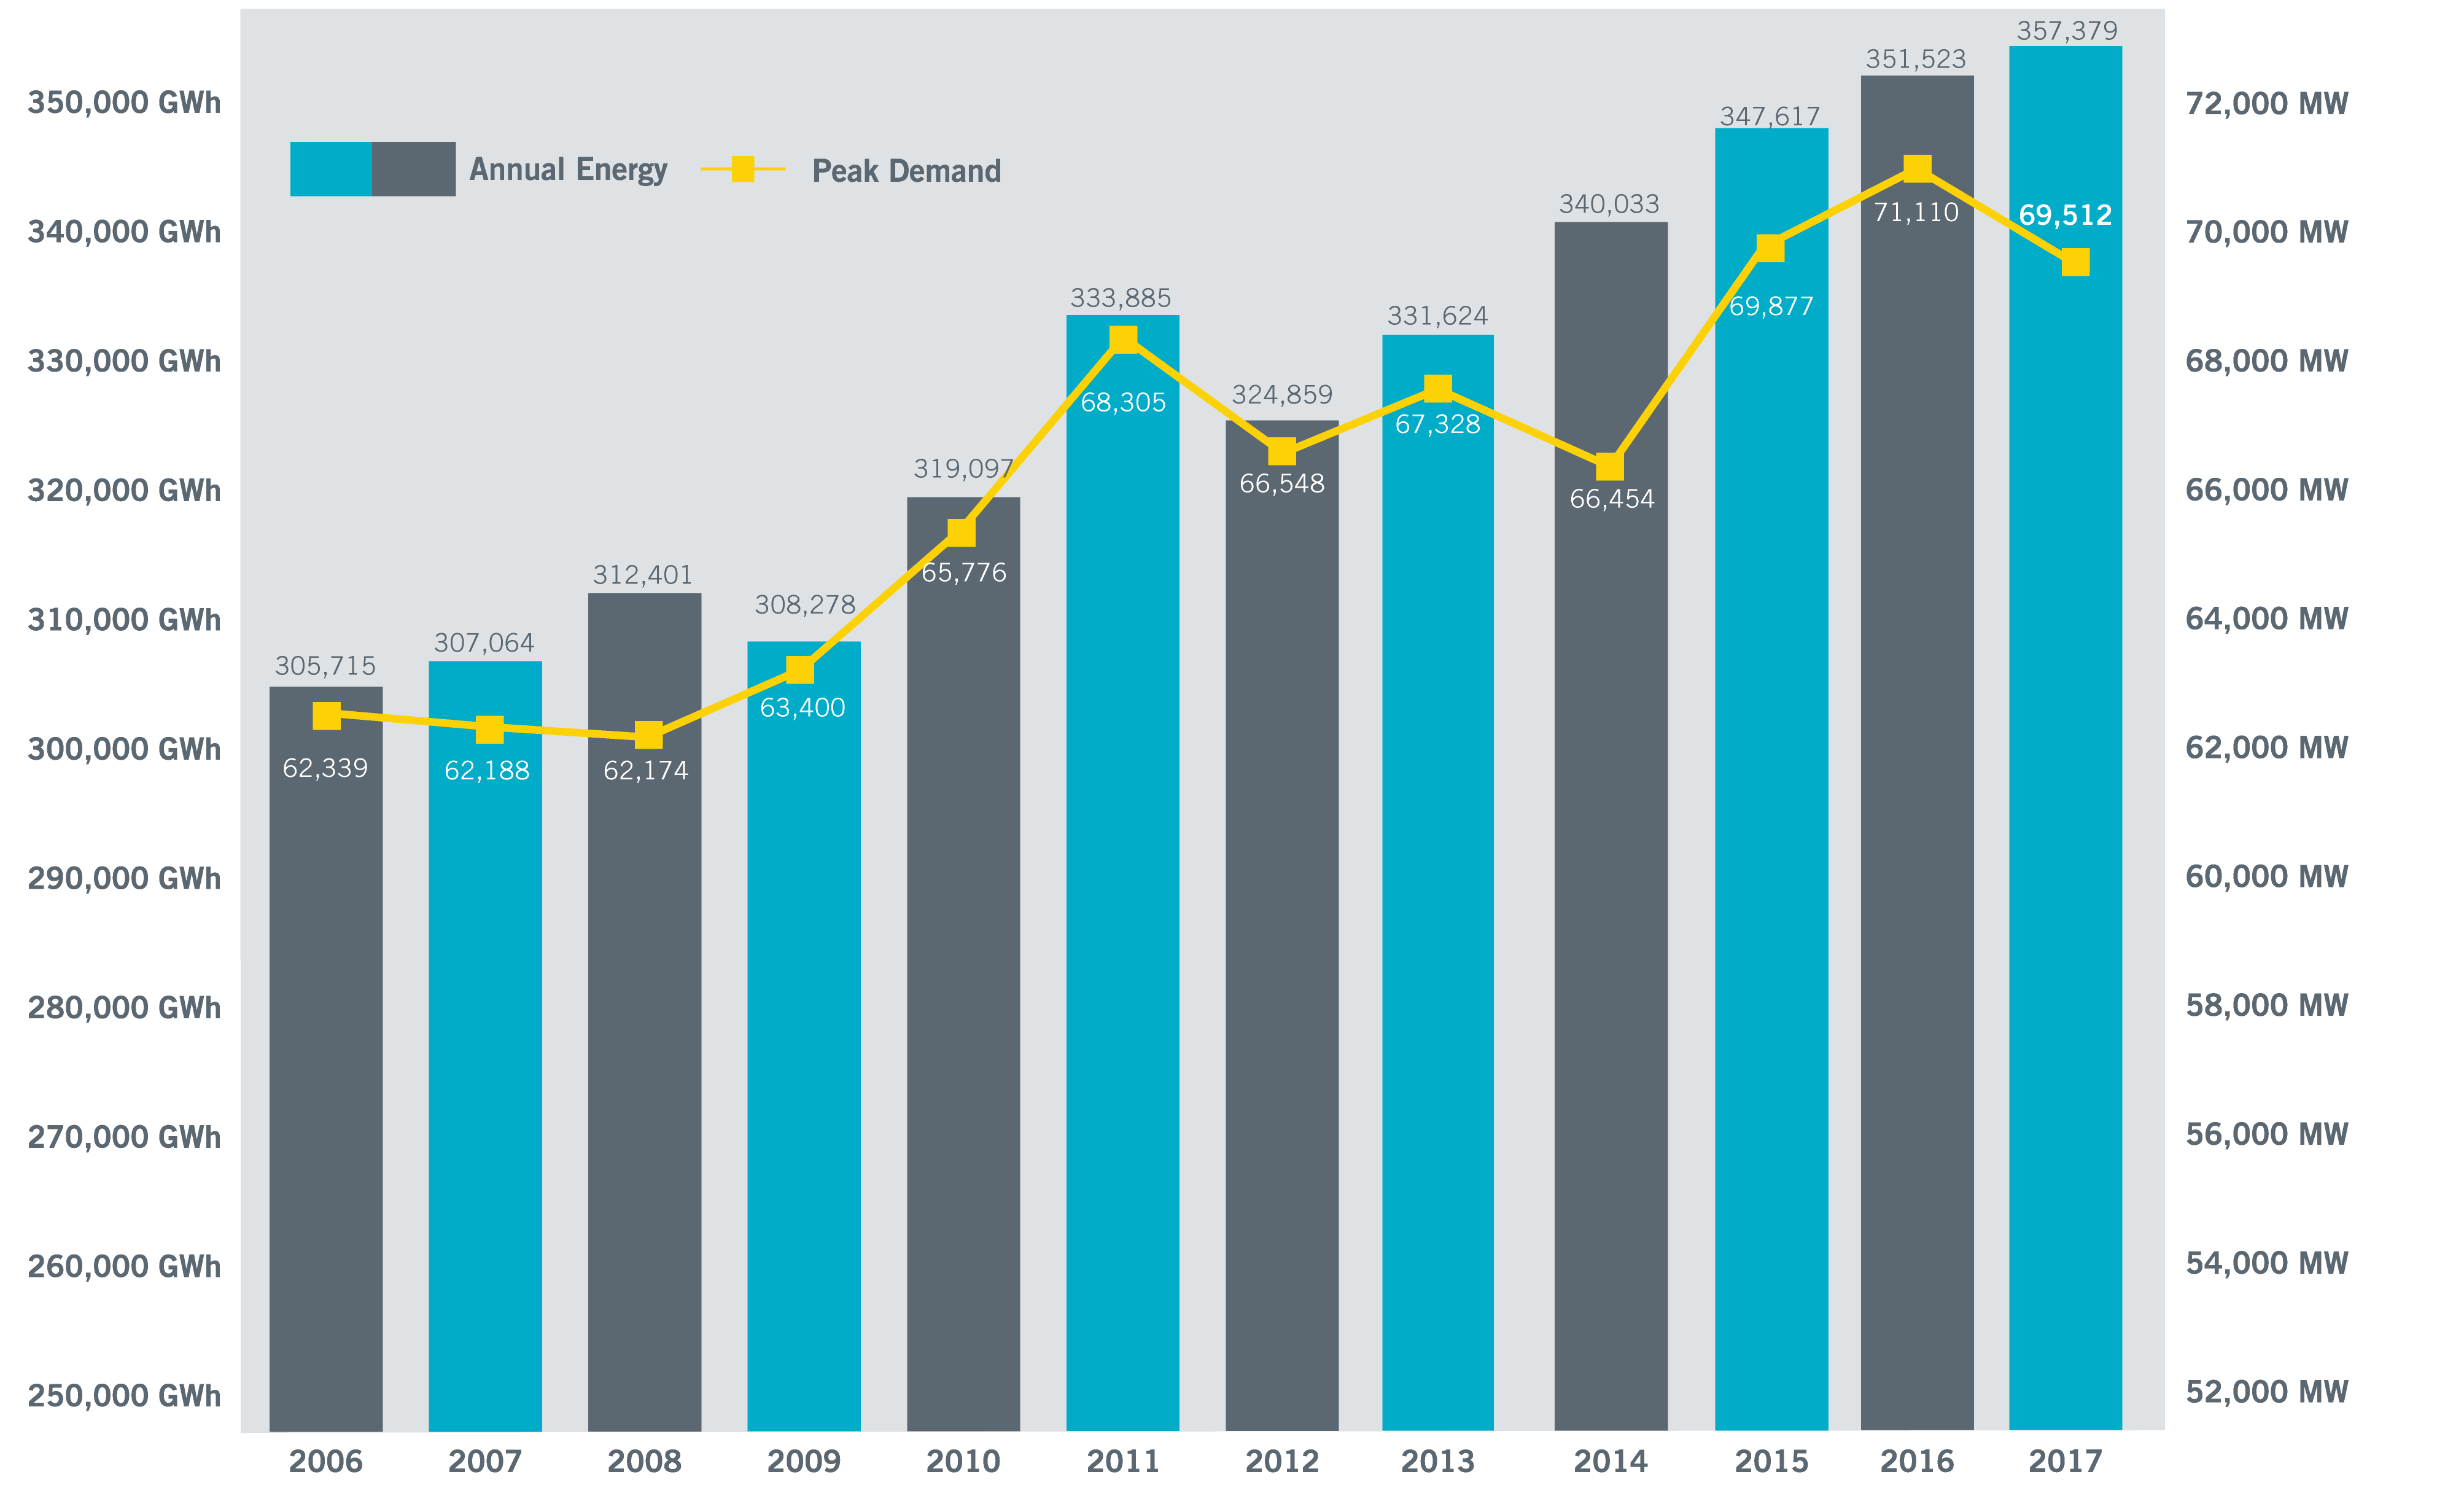 357,379
351,523
350,000 GWh
72,000 MW
347,617
Annual Energy
Peak Demand
340,033
71,110
69,512
340,000 GWh
70,000 MW
333,885
69,877
331,624
330,000 GWh
68,000 MW
324,859
68,305
67,328
319,097
66,548
320,000 GWh
66,000 MW
66,454
312,401
65,776
308,278
310,000 GWh
64,000 MW
307,064
305,715
63,400
300,000 GWh
62,000 MW
62,339
62,188
62,174
290,000 GWh
60,000 MW
280,000 GWh
58,000 MW
270,000 GWh
56,000 MW
260,000 GWh
54,000 MW
250,000 GWh
52,000 MW
2006
2007
2008
2009
2010
2011
2012
2013
2014
2015
2016
2017